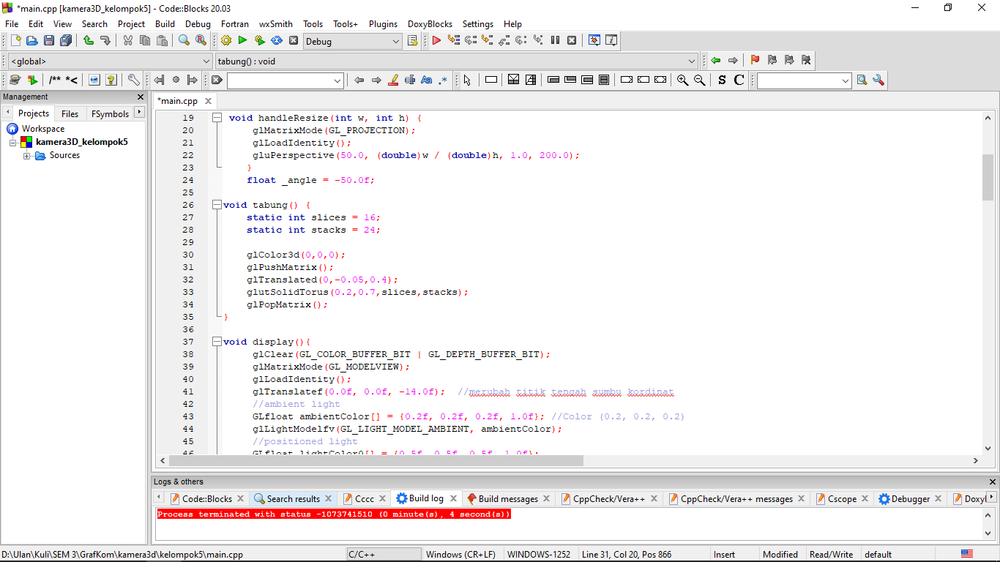 *main.cpp [kamera3D_kelompok5] - Code::Blocks 20.03
File Edit View Search Project Build Debug Fortran wxSmith Tools Tools+ Plugins DoxyBlocks Settings Help
Debug
<global> tabung() : void
/** *< Aa .* S C
Management
Projects Files FSymbols
Workspace
kamera3D_kelompok5
Sources
*main.cpp
19 void handleResize(int w, int h) {
20 glMatrixMode(GL_PROJECTION);
21 glLoadIdentity();
22 gluPerspective(50.0, (double)w / (double)h, 1.0, 200.0);
23 }
24 float _angle = -50.0f;
25
26 void tabung() {
27 static int slices = 16;
28 static int stacks = 24;
29
30 glColor3d(0,0,0);
31 glPushMatrix();
32 glTranslated(0,-0.05,0.4);
33 glutSolidTorus(0.2,0.7,slices,stacks);
34 glPopMatrix();
35 }
36
37 void display(){
38 glClear(GL_COLOR_BUFFER_BIT | GL_DEPTH_BUFFER_BIT);
39 glMatrixMode(GL_MODELVIEW);
40 glLoadIdentity();
41 glTranslatef(0.0f, 0.0f, -14.0f); //merubah titik tengah sumbu kordinat
42 //ambient light
43 GLfloat ambientColor[] = {0.2f, 0.2f, 0.2f, 1.0f}; //Color (0.2, 0.2, 0.2)
44 glLightModelfv(GL_LIGHT_MODEL_AMBIENT, ambientColor);
45 //positioned light
46 GLfloat lightColor0[] = {0.5f, 0.5f, 0.5f, 1.0f};
Logs & others
Code::Blocks Search results Cccc Build log Build messages CppCheck/Vera++ CppCheck/Vera++ messages Cscope Debugger Doxyl
Process terminated with status -1073741510 (0 minute(s), 4 second(s))
D:\Ulan\Kuli\SEM 3\GrafKom\kamera3d\kelompok5\main.cpp C/C++ Windows (CR+LF) WINDOWS-1252 Line 31, Col 20, Pos 866 Insert Modified Read/Write default